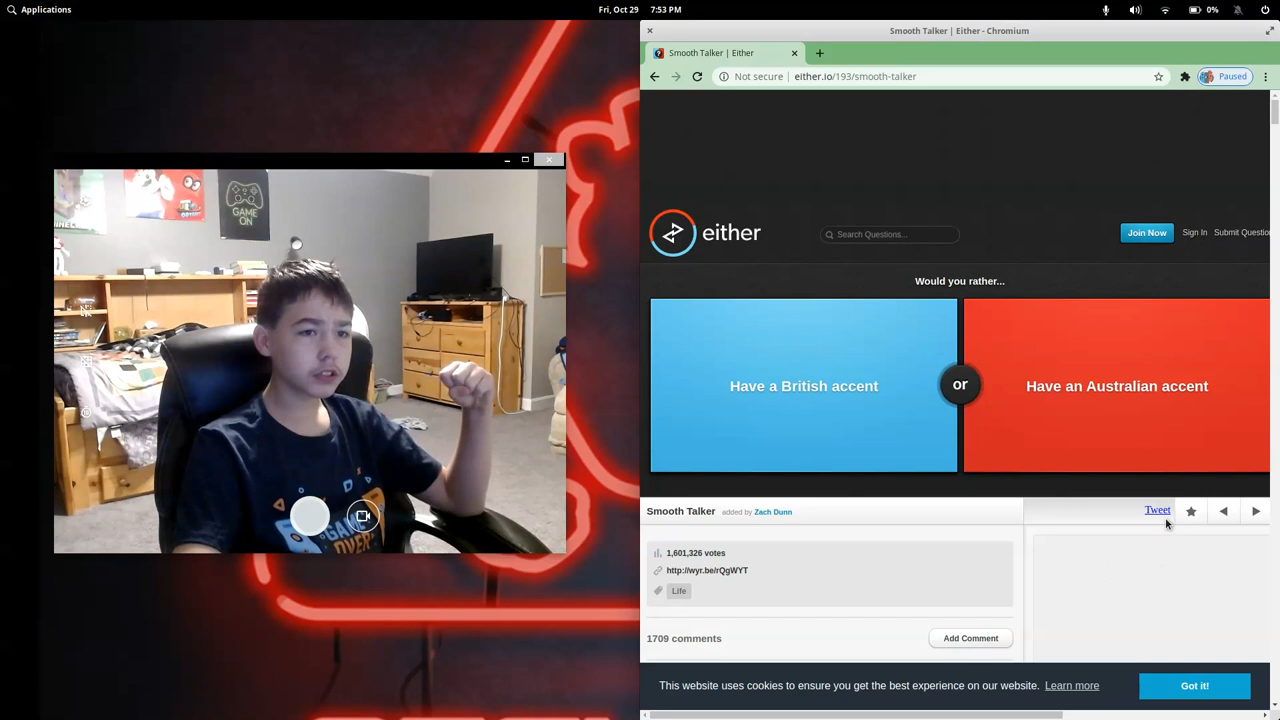 Applications
Fri, Oct 29 7:53 PM
0%
Smooth Talker | Either - Chromium
Smooth Talker | Either
Not secure
either.io/193/smooth-talker
Paused
GAME ON
GAME OVER
either
Search Questions...
Join Now
Sign In
Submit Question
Would you rather...
Have a British accent
or
Have an Australian accent
Smooth Talker
added by Zach Dunn
Tweet
1,601,326 votes
http://wyr.be/rQgWYT
Life
1709 comments
Add Comment
This website uses cookies to ensure you get the best experience on our website. Learn more
Got it!